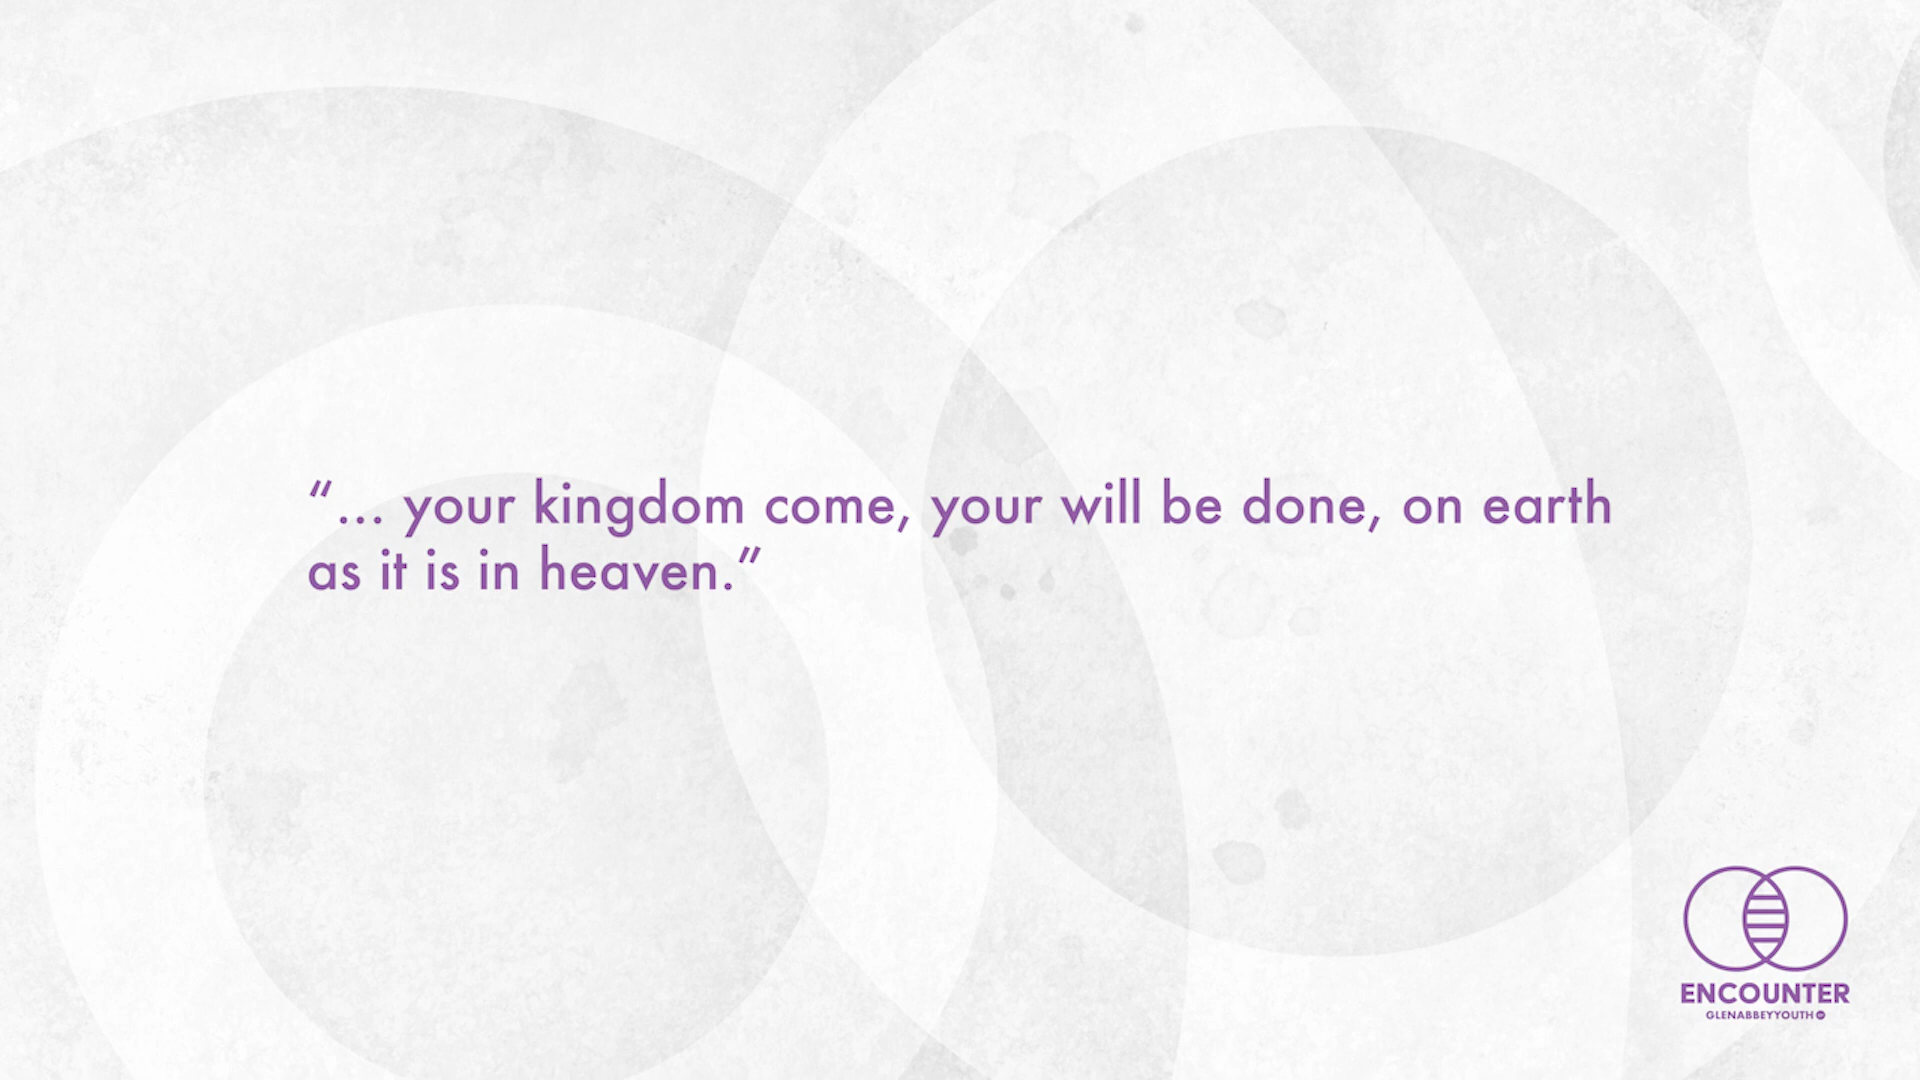 “... your kingdom come, your will be done, on earth
as it is in heaven.”
ENCOUNTER
GLENABBEYYOUTH